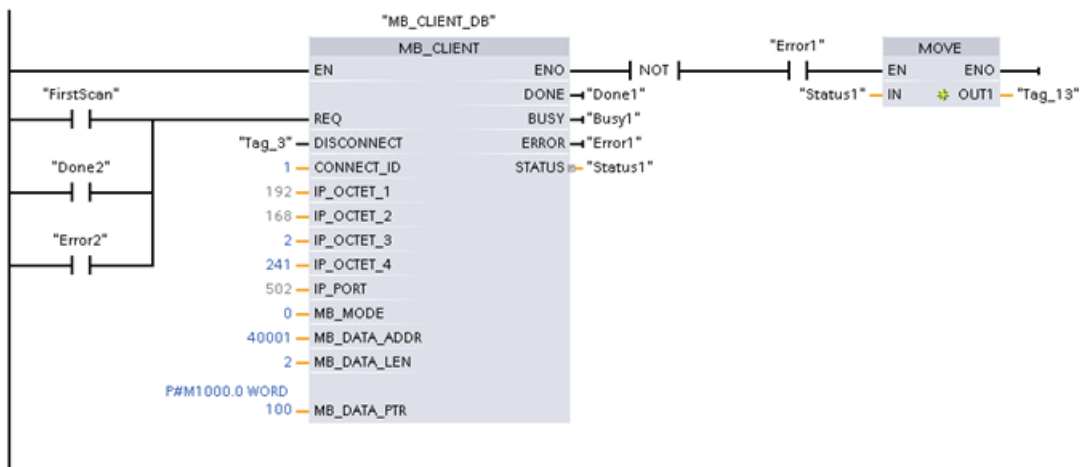 "MB_CLIENT_DB"
MB_CLIENT
"Error1"
MOVE
EN
ENO
NOT
EN
ENO
"FirstScan"
DONE
"Done1"
"Status1"
IN
OUT1
"Tag_13"
REQ
BUSY
"Busy1"
"Tag_3"
DISCONNECT
ERROR
"Error1"
"Done2"
1
CONNECT_ID
STATUS
"Status1"
192
IP_OCTET_1
168
IP_OCTET_2
"Error2"
2
IP_OCTET_3
241
IP_OCTET_4
502
IP_PORT
0
MB_MODE
40001
MB_DATA_ADDR
2
MB_DATA_LEN
P#M1000.0 WORD
100
MB_DATA_PTR